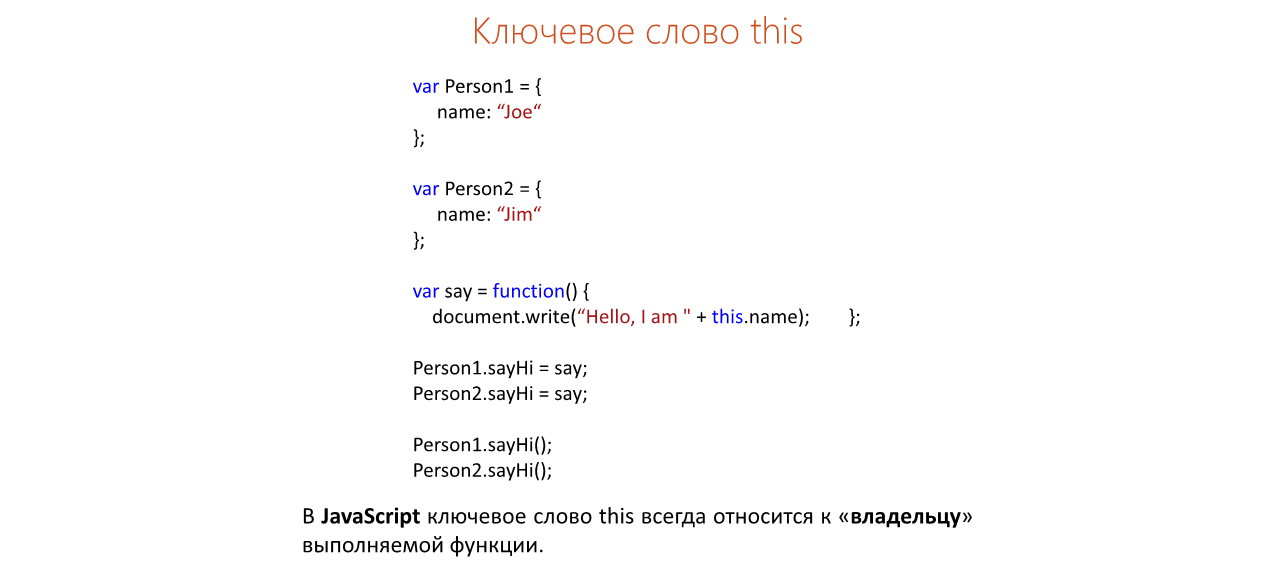 Ключевое слово this
var Person1 = {
name: “Joe“
};
var Person2 = {
name: “Jim“
};
var say = function() {
document.write(“Hello, I am " + this.name); };
Person1.sayHi = say;
Person2.sayHi = say;
Person1.sayHi();
Person2.sayHi();
В JavaScript ключевое слово this всегда относится к «владельцу»
выполняемой функции.